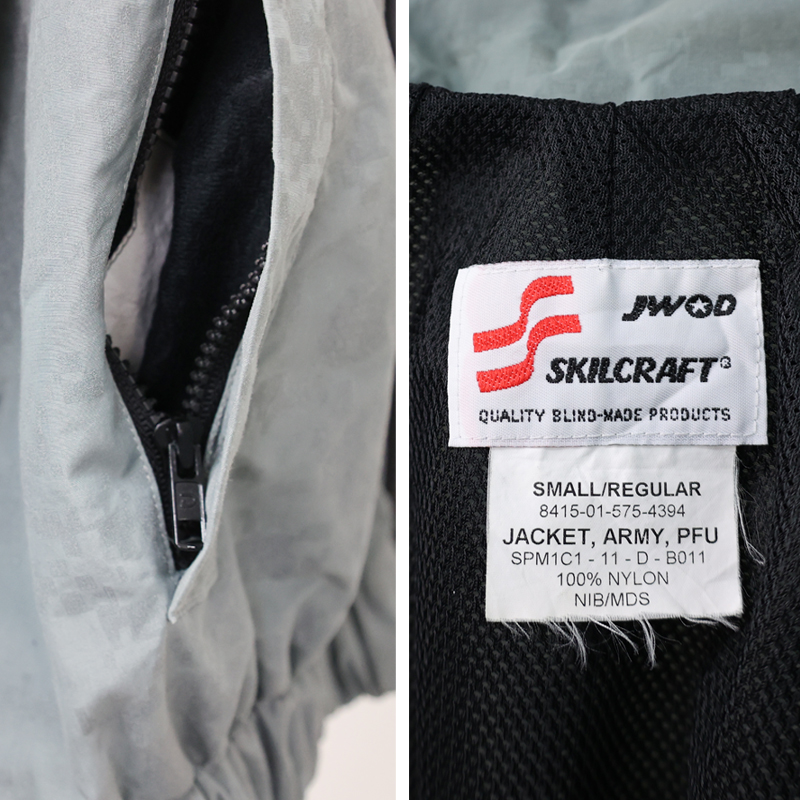 JWOD
SKILCRAFT®
QUALITY BLIND-MADE PRODUCTS
SMALL/REGULAR
8415-01-575-4394
JACKET, ARMY, PFU
SPM1C1 - 11 - D - B011
100% NYLON
NIB/MDS